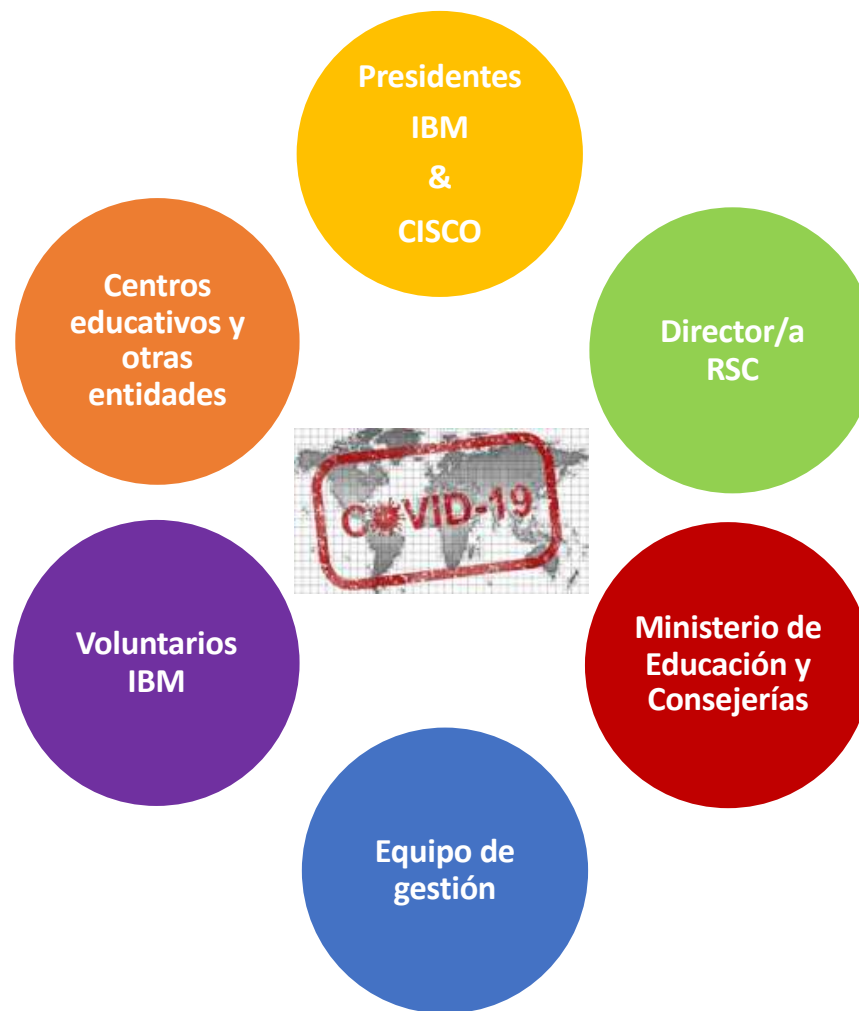 Presidentes
IBM
&
CISCO
Director/a
RSC
Ministerio de
Educación y
Consejerías
Equipo de
gestión
Voluntarios
IBM
Centros
educativos y
otras
entidades
COVID-19